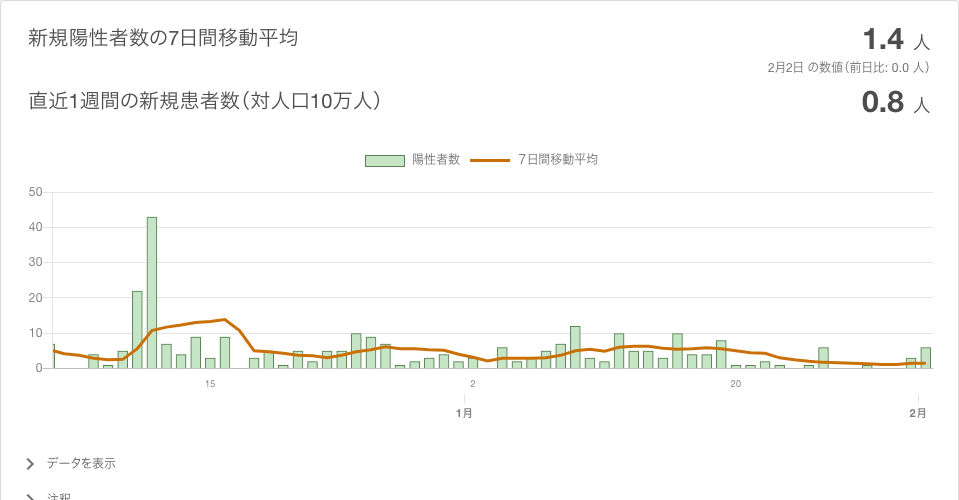 新規陽性者数の7日間移動平均
1.4 人
2月2日 の数値（前日比: 0.0 人）
直近1週間の新規患者数（対人口10万人）
0.8 人
陽性者数 7日間移動平均
50
40
30
20
10
0
15 2 20
1月 2月
データを表示
注釈